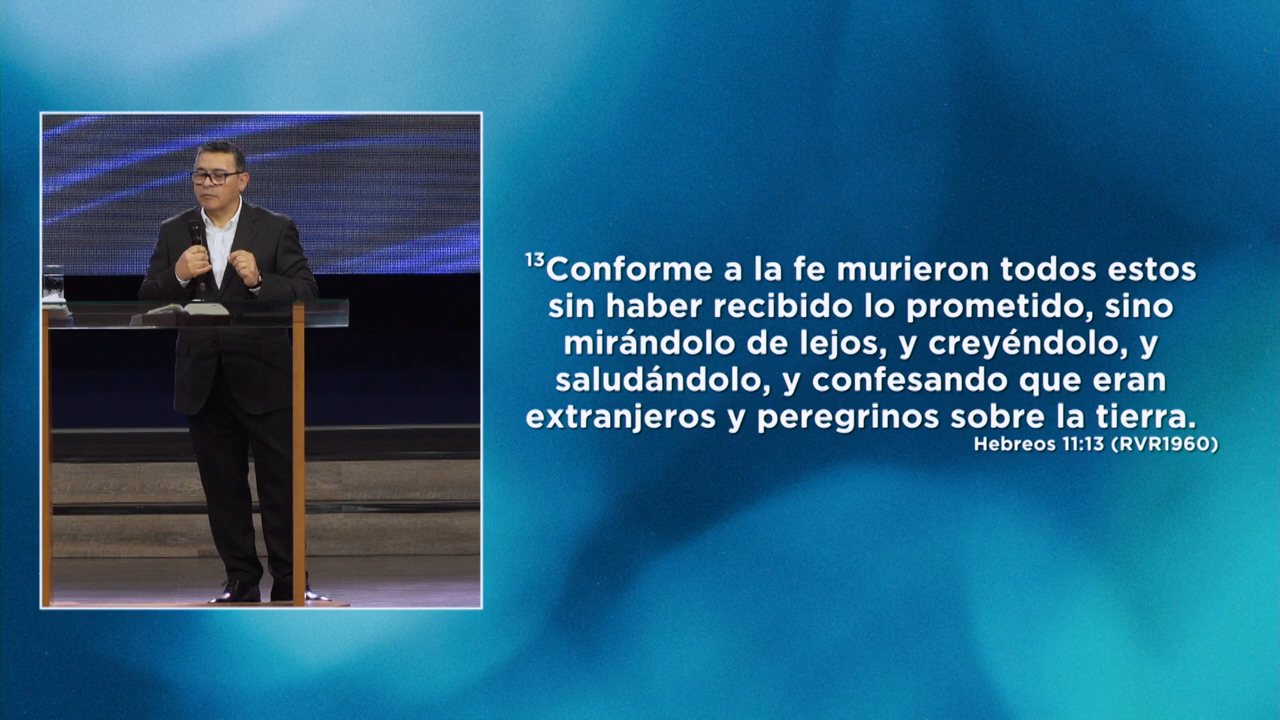 ¹³Conforme a la fe murieron todos estos
sin haber recibido lo prometido, sino
mirándolo de lejos, y creyéndolo, y
saludándolo, y confesando que eran
extranjeros y peregrinos sobre la tierra.
Hebreos 11:13 (RVR1960)